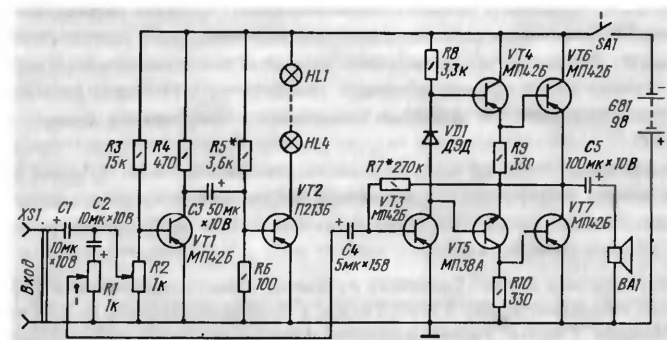 R8
3,3к
VT4
МП42Б
VT6
МП42Б
SA1
HL1
HL4
GB1
9В
R3
15к
R4
470
R5*
3,6к
VD1
Д9Д
R9
330
C5
100мк×10В
R7* 270к
C3 50мк
×10В
VT2
П213Б
VT3
МП42Б
XS1
C1
C2
10мк×10В
10мк
×10В
Вход
R1
1к
R2
1к
VT1
МП42Б
R6
100
C4
5мк×15В
VT5
МП38А
VT7
МП42Б
R10
330
BA1